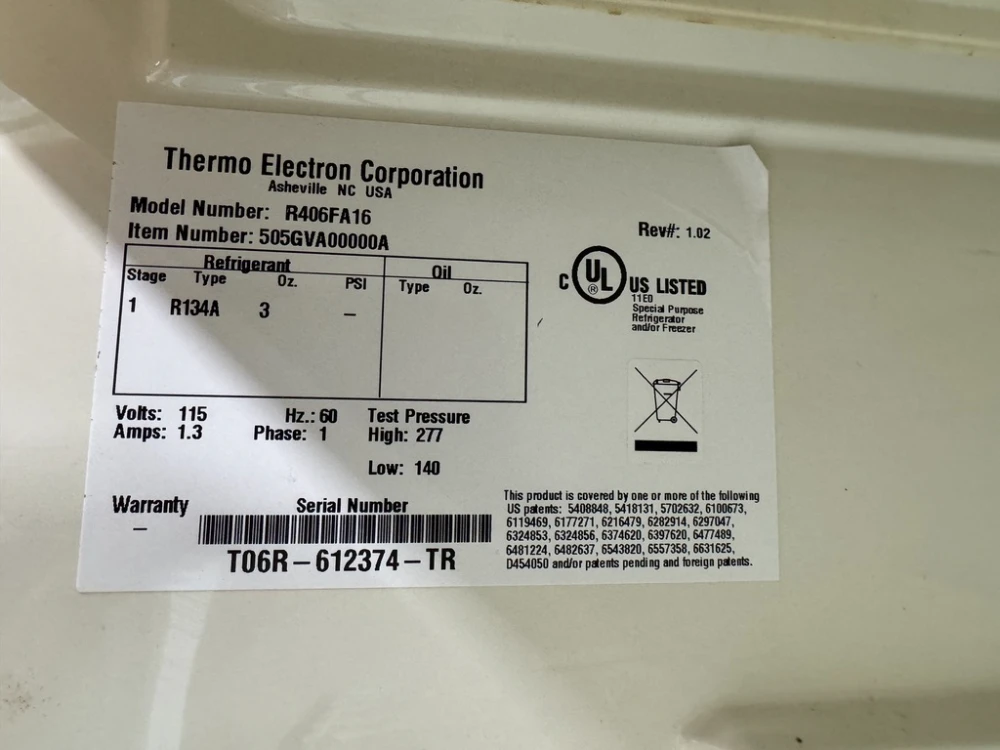 Thermo Electron Corporation
Asheville NC USA
Model Number: R406FA16
Item Number: 505GVA00000A
Rev#: 1.02
Refrigerant Oil
Stage Type Oz. PSI Type Oz.
1 R134A 3 –
C UL ® US LISTED
11E0
Special Purpose
Refrigerator
and/or Freezer
Volts: 115 Hz.: 60 Test Pressure
Amps: 1.3 Phase: 1 High: 277
Low: 140
Warranty Serial Number
–
T06R – 612374 – TR
This product is covered by one or more of the following
US patents: 5408848, 5418131, 5702632, 6100673,
6119469, 6177271, 6216479, 6282914, 6297047,
6324853, 6324856, 6374620, 6397620, 6477489,
6481224, 6482637, 6543820, 6557358, 6631625,
D454050 and/or patents pending and foreign patents.